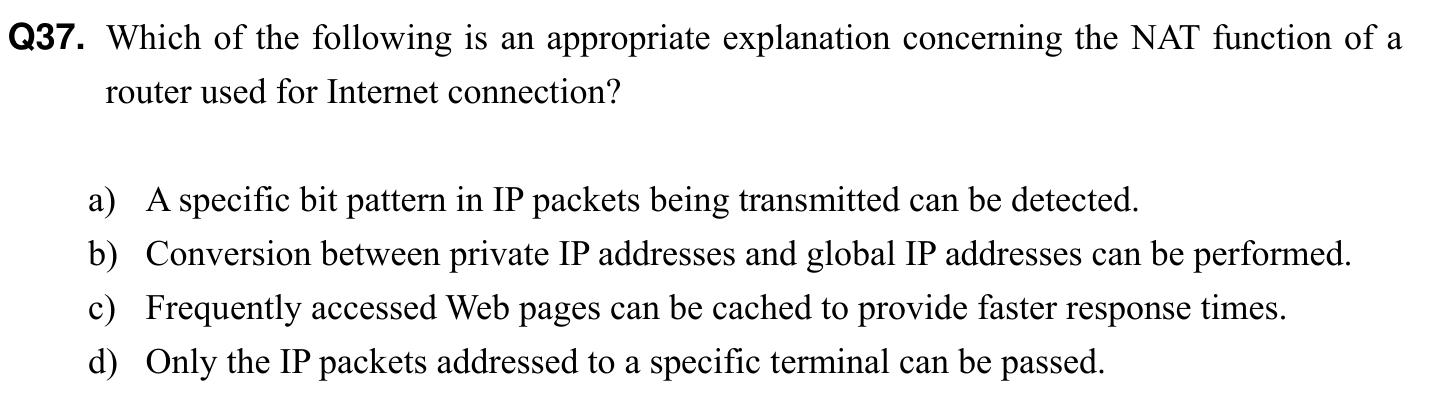 Q37. Which of the following is an appropriate explanation concerning the NAT function of a
router used for Internet connection?
a) A specific bit pattern in IP packets being transmitted can be detected.
b) Conversion between private IP addresses and global IP addresses can be performed.
c) Frequently accessed Web pages can be cached to provide faster response times.
d) Only the IP packets addressed to a specific terminal can be passed.